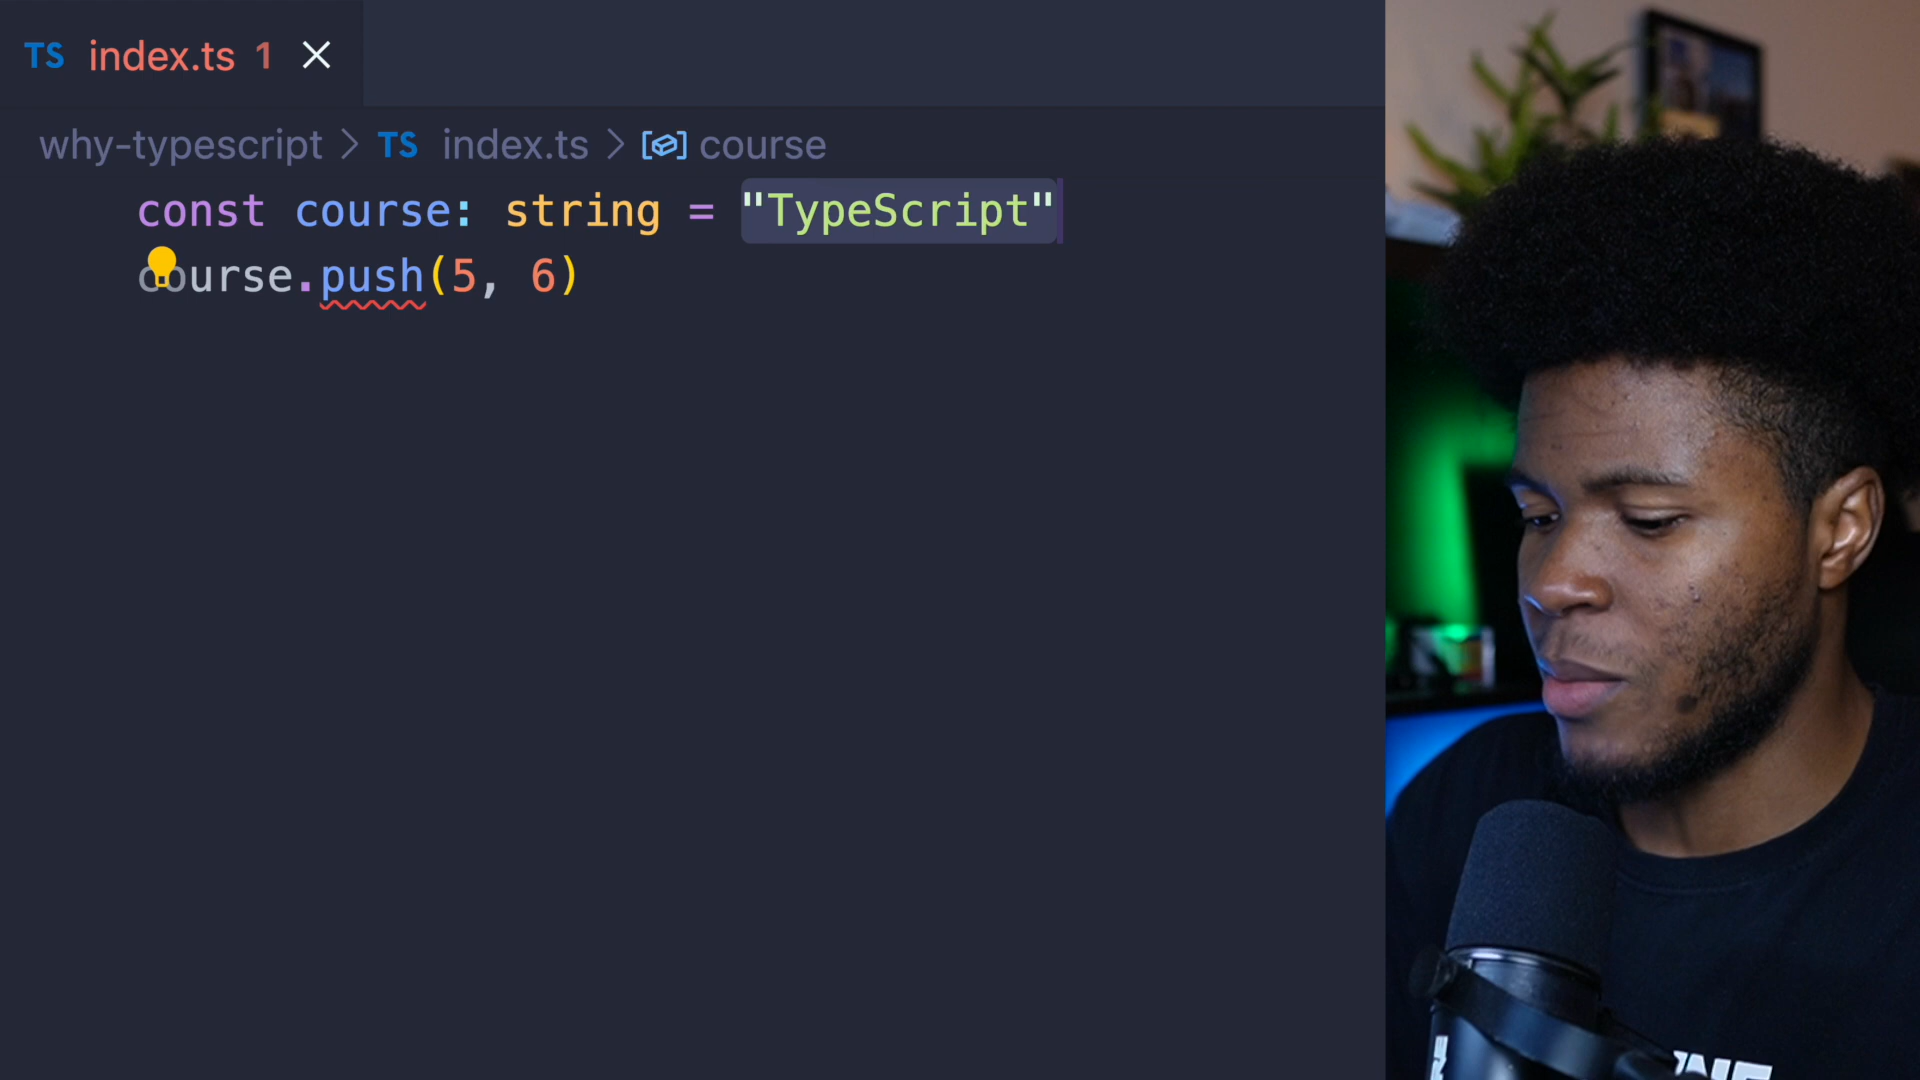 TS index.ts 1
why-typescript > TS index.ts > course
const course: string = "TypeScript"
course.push(5, 6)